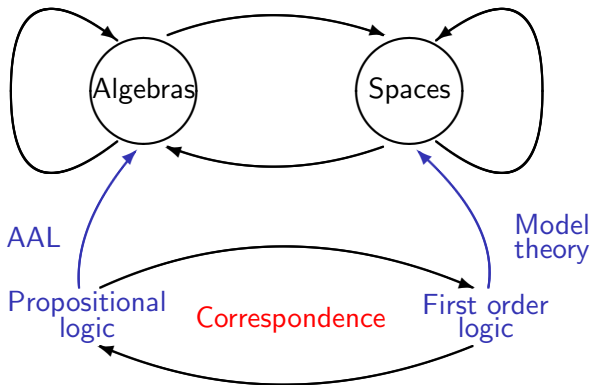 Algebras
Spaces
AAL
Model
theory
Propositional
logic
Correspondence
First order
logic